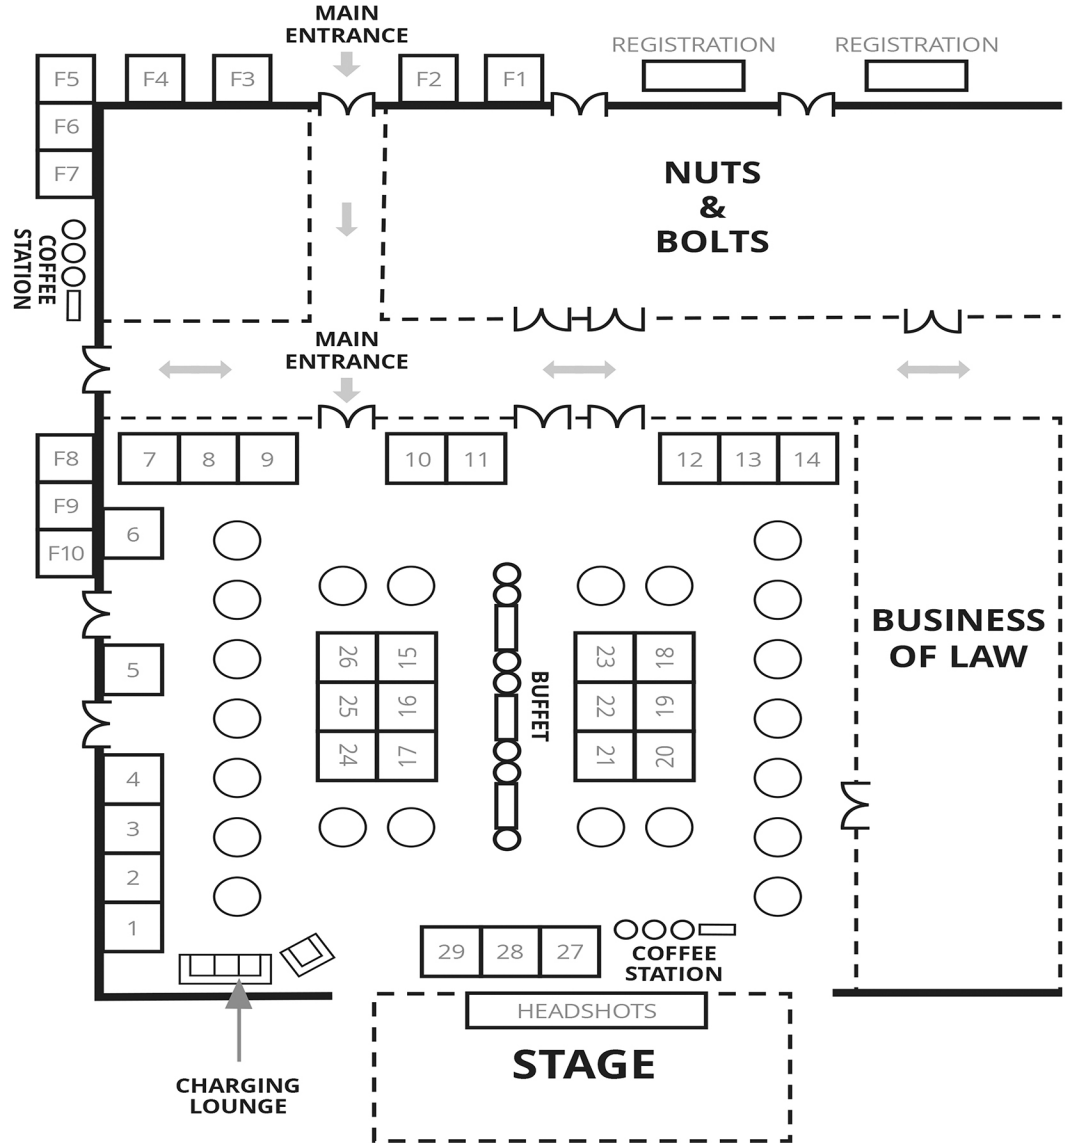 MAIN
ENTRANCE
REGISTRATION
REGISTRATION
F5
F4
F3
F2
F1
F6
F7
NUTS
&
BOLTS
COFFEE
STATION
MAIN
ENTRANCE
F8
F9
F10
7
8
9
10
11
12
13
14
6
5
4
3
2
1
26
15
25
16
24
17
BUFFET
23
18
22
19
21
20
BUSINESS
OF LAW
29
28
27
COFFEE
STATION
HEADSHOTS
STAGE
CHARGING
LOUNGE